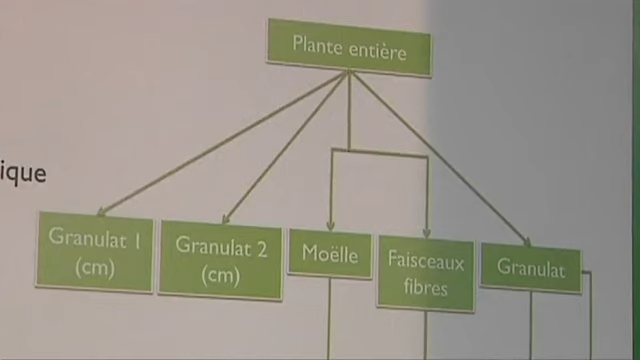 Plante entière
ique
Granulat 1
(cm)
Granulat 2
(cm)
Moëlle
Faisceaux
fibres
Granulat